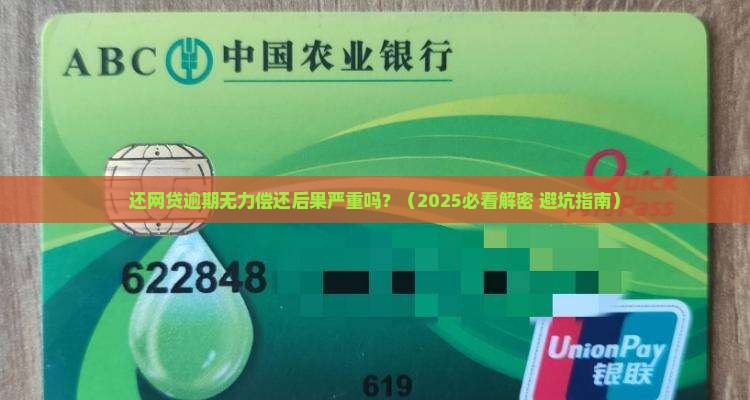 ABC 中国农业银行
Quick
Pass
还网贷逾期无力偿还后果严重吗？（2025必看解密 避坑指南）
622848
UnionPay
银联
619